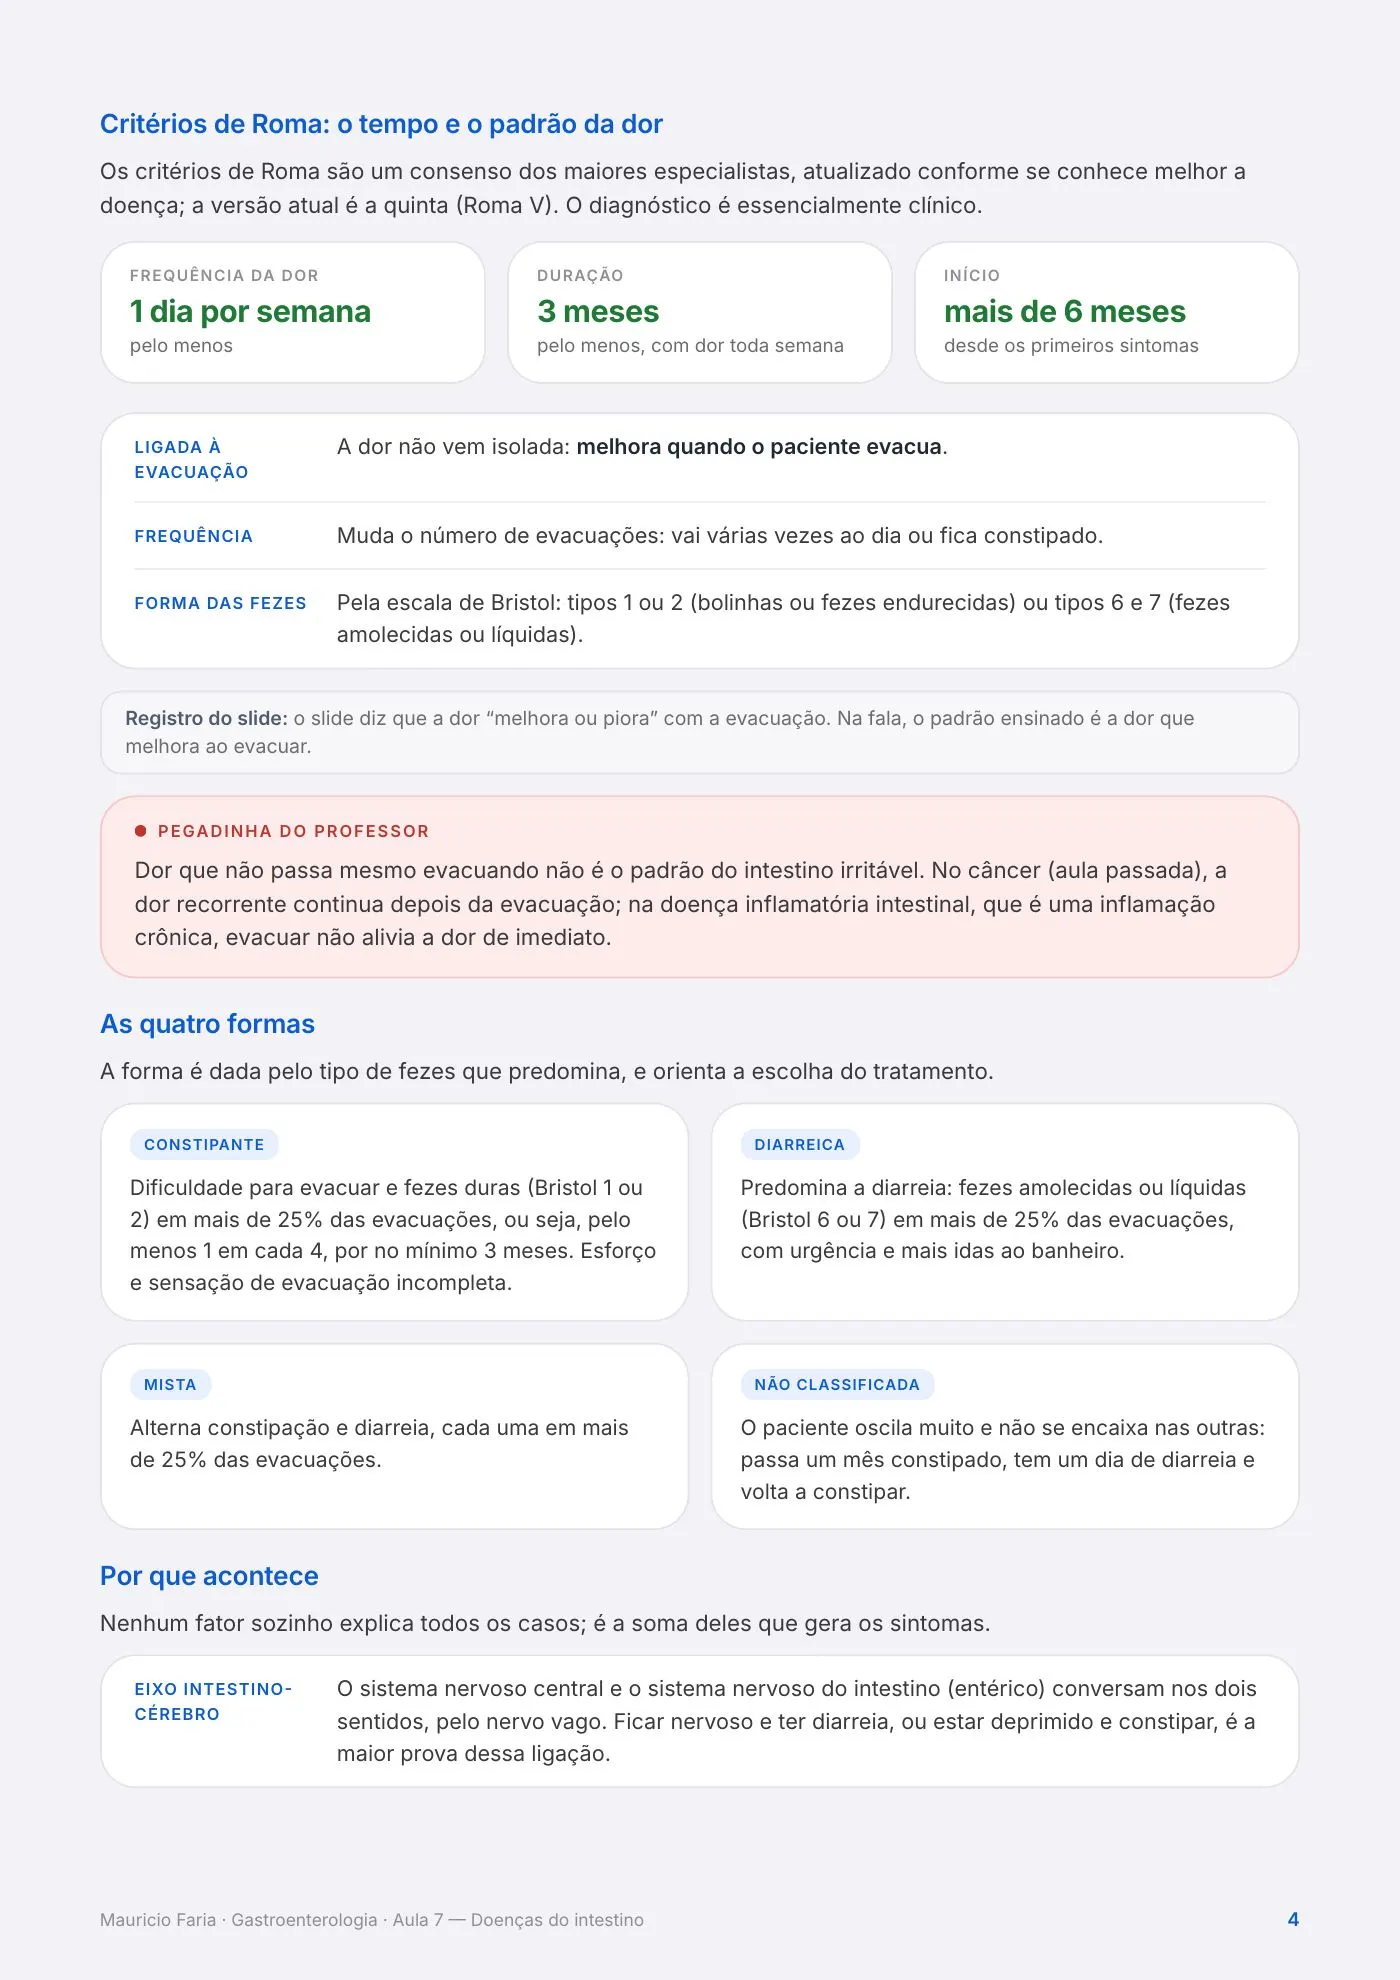 Critérios de Roma: o tempo e o padrão da dor
Os critérios de Roma são um consenso dos maiores especialistas, atualizado conforme se conhece melhor a
doença; a versão atual é a quinta (Roma V). O diagnóstico é essencialmente clínico.
FREQUÊNCIA DA DOR
1 dia por semana
pelo menos
DURAÇÃO
3 meses
pelo menos, com dor toda semana
INÍCIO
mais de 6 meses
desde os primeiros sintomas
LIGADA À
EVACUAÇÃO
A dor não vem isolada: melhora quando o paciente evacua.
FREQUÊNCIA
Muda o número de evacuações: vai várias vezes ao dia ou fica constipado.
FORMA DAS FEZES
Pela escala de Bristol: tipos 1 ou 2 (bolinhas ou fezes endurecidas) ou tipos 6 e 7 (fezes
amolecidas ou líquidas).
Registro do slide: o slide diz que a dor “melhora ou piora” com a evacuação. Na fala, o padrão ensinado é a dor que
melhora ao evacuar.
PEGADINHA DO PROFESSOR
Dor que não passa mesmo evacuando não é o padrão do intestino irritável. No câncer (aula passada), a
dor recorrente continua depois da evacuação; na doença inflamatória intestinal, que é uma inflamação
crônica, evacuar não alivia a dor de imediato.
As quatro formas
A forma é dada pelo tipo de fezes que predomina, e orienta a escolha do tratamento.
CONSTIPANTE
Dificuldade para evacuar e fezes duras (Bristol 1 ou
2) em mais de 25% das evacuações, ou seja, pelo
menos 1 em cada 4, por no mínimo 3 meses. Esforço
e sensação de evacuação incompleta.
DIARREICA
Predomina a diarreia: fezes amolecidas ou líquidas
(Bristol 6 ou 7) em mais de 25% das evacuações,
com urgência e mais idas ao banheiro.
MISTA
Alterna constipação e diarreia, cada uma em mais
de 25% das evacuações.
NÃO CLASSIFICADA
O paciente oscila muito e não se encaixa nas outras:
passa um mês constipado, tem um dia de diarreia e
volta a constipar.
Por que acontece
Nenhum fator sozinho explica todos os casos; é a soma deles que gera os sintomas.
EIXO INTESTINO-
CÉREBRO
O sistema nervoso central e o sistema nervoso do intestino (entérico) conversam nos dois
sentidos, pelo nervo vago. Ficar nervoso e ter diarreia, ou estar deprimido e constipar, é a
maior prova dessa ligação.
Mauricio Faria · Gastroenterologia · Aula 7 — Doenças do intestino
4